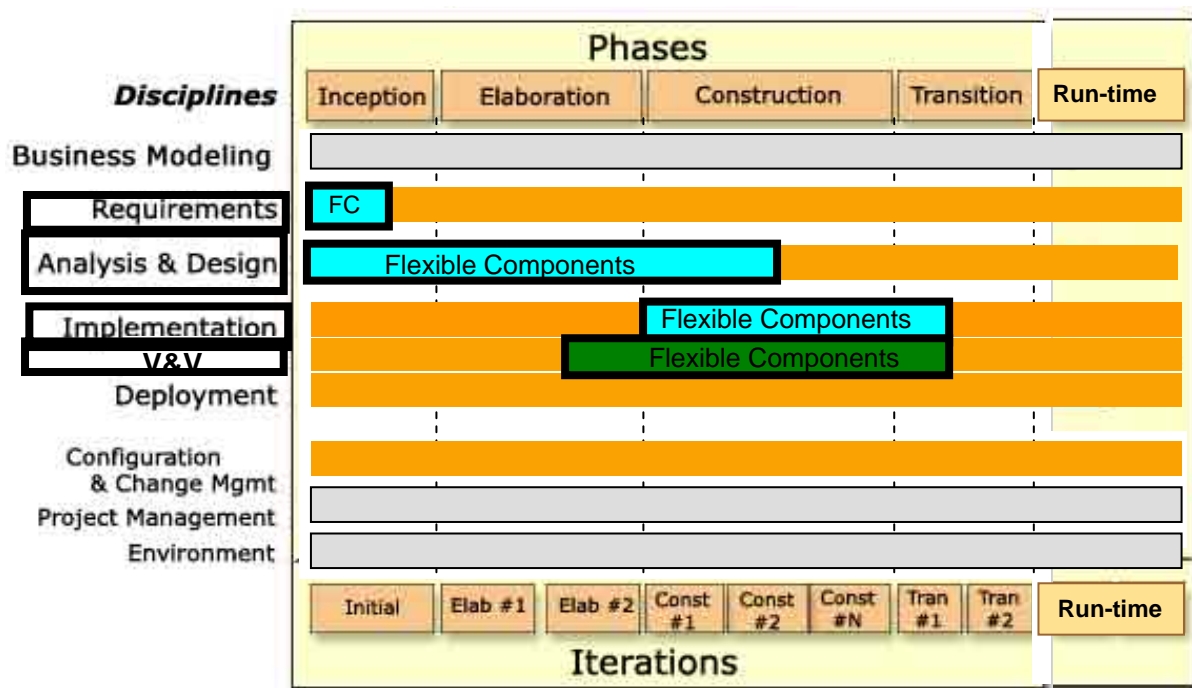 Phases
Disciplines
Inception
Elaboration
Construction
Transition
Run-time
Business Modeling
Requirements
FC
Analysis & Design
Flexible Components
Implementation
Flexible Components
V&V
Flexible Components
Deployment
Configuration
& Change Mgmt
Project Management
Environment
Initial
Elab #1
Elab #2
Const
#1
Const
#2
Const
#N
Tran
#1
Tran
#2
Run-time
Iterations